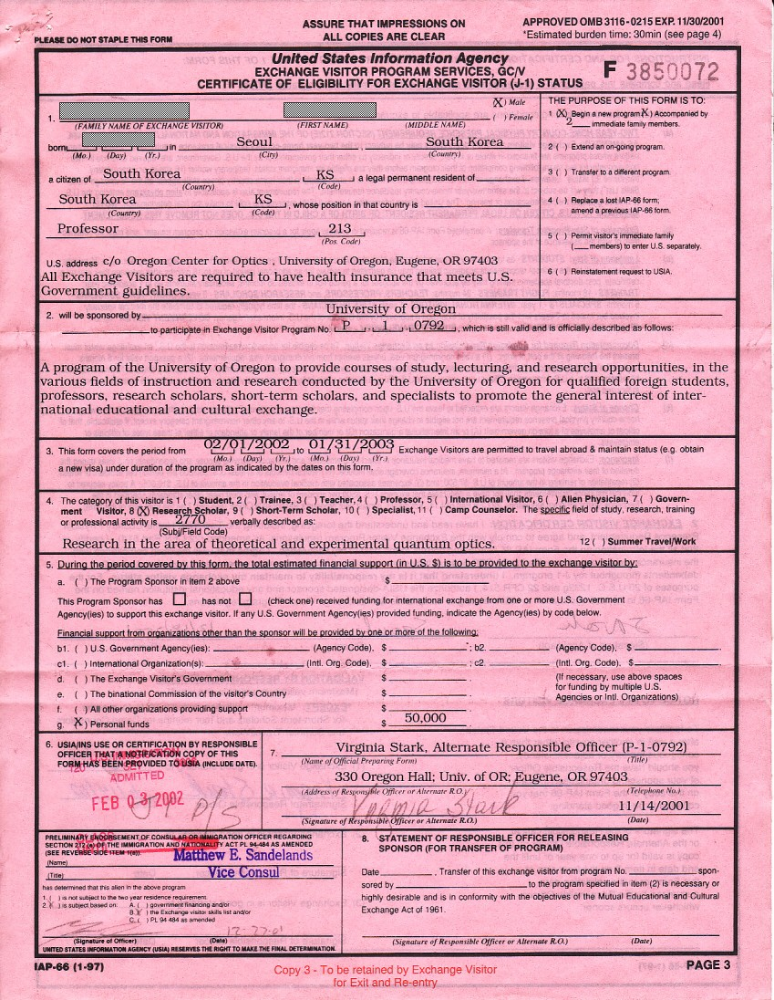 PLEASE DO NOT STAPLE THIS FORM
ASSURE THAT IMPRESSIONS ON
ALL COPIES ARE CLEAR
APPROVED OMB 3116-0215 EXP. 11/30/2001
*Estimated burden time: 30min (see page 4)
United States Information Agency
EXCHANGE VISITOR PROGRAM SERVICES, GC/V
CERTIFICATE OF ELIGIBILITY FOR EXCHANGE VISITOR (J-1) STATUS
F 3850072
1.
(FAMILY NAME OF EXCHANGE VISITOR) (FIRST NAME) (MIDDLE NAME)
(X) Male
( ) Female
born in Seoul , South Korea
(Mo.) (Day) (Yr.) (City) (Country)
a citizen of South Korea KS , a legal permanent resident of
(Country) (Code)
South Korea KS , whose position in that country is
(Country) (Code)
Professor 213
(Pos. Code)
U.S. address c/o Oregon Center for Optics , University of Oregon, Eugene, OR 97403
All Exchange Visitors are required to have health insurance that meets U.S.
Government guidelines.
THE PURPOSE OF THIS FORM IS TO:
1 (X) Begin a new program (X) Accompanied by
2 immediate family members.
2 ( ) Extend an on-going program.
3 ( ) Transfer to a different program.
4 ( ) Replace a lost IAP-66 form;
amend a previous IAP-66 form.
5 ( ) Permit visitor's immediate family
(___members) to enter U.S. separately.
6 ( ) Reinstatement request to USIA.
2. will be sponsored by University of Oregon
to participate in Exchange Visitor Program No. P - 1 - 0792 , which is still valid and is officially described as follows:
A program of the University of Oregon to provide courses of study, lecturing, and research opportunities, in the
various fields of instruction and research conducted by the University of Oregon for qualified foreign students,
professors, research scholars, short-term scholars, and specialists to promote the general interest of inter-
national educational and cultural exchange.
3. This form covers the period from 02/01/2002 to 01/31/2003 Exchange Visitors are permitted to travel abroad & maintain status (e.g. obtain
(Mo.) (Day) (Yr.) (Mo.) (Day) (Yr.)
a new visa) under duration of the program as indicated by the dates on this form.
4. The category of this visitor is 1 ( ) Student, 2 ( ) Trainee, 3 ( ) Teacher, 4 ( ) Professor, 5 ( ) International Visitor, 6 ( ) Alien Physician, 7 ( ) Govern-
ment Visitor, 8 (X) Research Scholar, 9 ( ) Short-Term Scholar, 10 ( ) Specialist, 11 ( ) Camp Counselor. The specific field of study, research, training
or professional activity is 2770 verbally described as:
(Subj/Field Code)
Research in the area of theoretical and experimental quantum optics.
12 ( ) Summer Travel/Work
5. During the period covered by this form, the total estimated financial support (in U.S. $) is to be provided to the exchange visitor by:
a. ( ) The Program Sponsor in item 2 above $
This Program Sponsor has has not (check one) received funding for international exchange from one or more U.S. Government
Agency(ies) to support this exchange visitor. If any U.S. Government Agency(ies) provided funding, indicate the Agency(ies) by code below.
Financial support from organizations other than the sponsor will be provided by one or more of the following:
b1. ( ) U.S. Government Agency(ies): (Agency Code), $ ; b2. (Agency Code), $
c1. ( ) International Organization(s): (Intl. Org. Code), $ ; c2. (Intl. Org. Code), $
d. ( ) The Exchange Visitor's Government $
e. ( ) The binational Commission of the visitor's Country $
f. ( ) All other organizations providing support $
g. (X) Personal funds $ 50,000
(If necessary, use above spaces
for funding by multiple U.S.
Agencies or Intl. Organizations)
6. USIA/INS USE OR CERTIFICATION BY RESPONSIBLE
OFFICER THAT A NOTIFICATION COPY OF THIS
FORM HAS BEEN PROVIDED TO USIA (INCLUDE DATE).
ADMITTED
FEB 03 2002
J1 D/S
7. Virginia Stark, Alternate Responsible Officer (P-1-0792)
(Name of Official Preparing Form) (Title)
330 Oregon Hall; Univ. of OR; Eugene, OR 97403
(Address of Responsible Officer or Alternate R.O.) (Telephone No.)
Virginia Stark 11/14/2001
(Signature of Responsible Officer or Alternate R.O.) (Date)
PRELIMINARY ENDORSEMENT OF CONSULAR OR IMMIGRATION OFFICER REGARDING
SECTION 212(e) OF THE IMMIGRATION AND NATIONALITY ACT PL 94-484 AS AMENDED
(SEE REVERSE SIDE ITEM 1(a)).
(Name) Matthew E. Sandelands
(Title) Vice Consul
has determined that this alien in the above program
1. ( ) is not subject to the two year residence requirement.
2. ( ) is subject based on: A. ( ) government financing and/or
B. ( ) the Exchange visitor skills list and/or
C. ( ) PL 94 484 as amended
12-27-01
(Signature of Officer) (Date)
UNITED STATES INFORMATION AGENCY (USIA) RESERVES THE RIGHT TO MAKE THE FINAL DETERMINATION.
8. STATEMENT OF RESPONSIBLE OFFICER FOR RELEASING
SPONSOR (FOR TRANSFER OF PROGRAM)
Date . Transfer of this exchange visitor from program No. spon-
sored by to the program specified in item (2) is necessary or
highly desirable and is in conformity with the objectives of the Mutual Educational and Cultural
Exchange Act of 1961.
(Signature of Responsible Officer or Alternate R.O.) (Date)
IAP-66 (1-97)
Copy 3 - To be retained by Exchange Visitor
for Exit and Re-entry
PAGE 3